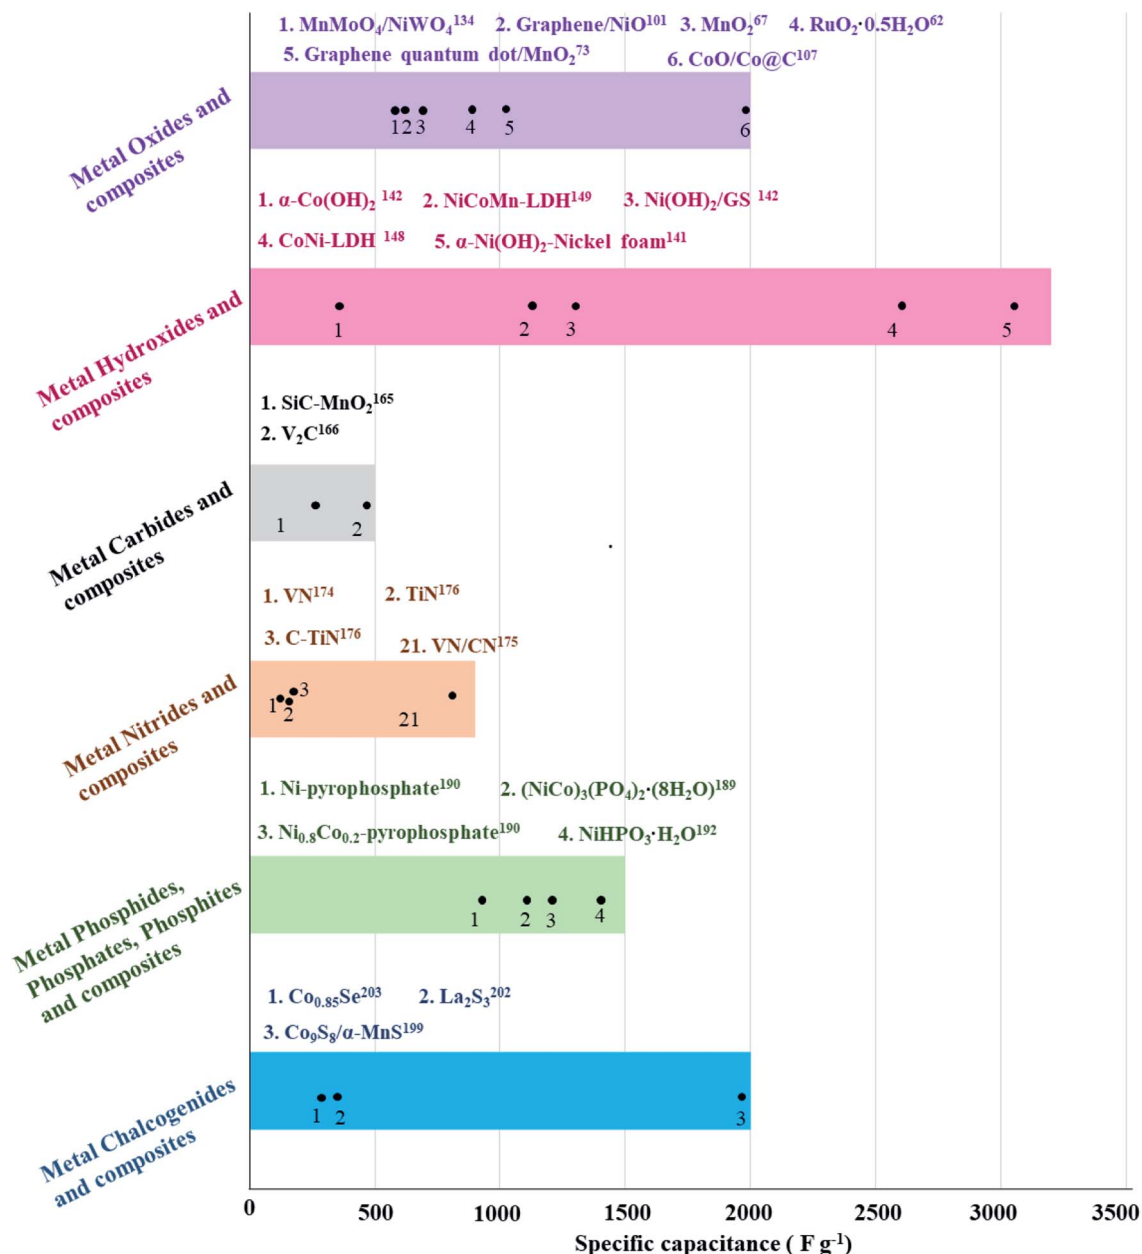 1. MnMoO₄/NiWO₄¹³⁴ 2. Graphene/NiO¹⁰¹ 3. MnO₂⁶⁷ 4. RuO₂·0.5H₂O⁶²
5. Graphene quantum dot/MnO₂⁷³ 6. CoO/Co@C¹⁰⁷
Metal Oxides and
composites
1 2 3 4 5 6
1. α-Co(OH)₂ ¹⁴² 2. NiCoMn-LDH¹⁴⁹ 3. Ni(OH)₂/GS ¹⁴²
4. CoNi-LDH ¹⁴⁸ 5. α-Ni(OH)₂-Nickel foam¹⁴¹
Metal Hydroxides and
composites
1 2 3 4 5
1. SiC-MnO₂¹⁶⁵
2. V₂C¹⁶⁶
Metal Carbides and
composites
1 2
1. VN¹⁷⁴ 2. TiN¹⁷⁶
3. C-TiN¹⁷⁶ 21. VN/CN¹⁷⁵
Metal Nitrides and
composites
1 2 3 21
1. Ni-pyrophosphate¹⁹⁰ 2. (NiCo)₃(PO₄)₂·(8H₂O)¹⁸⁹
3. Ni₀.₈Co₀.₂-pyrophosphate¹⁹⁰ 4. NiHPO₃·H₂O¹⁹²
Metal Phosphides,
Phosphates, Phosphites
and composites
1 2 3 4
1. Co₀.₈₅Se²⁰³ 2. La₂S₃²⁰²
3. Co₉S₈/α-MnS¹⁹⁹
Metal Chalcogenides
and composites
1 2 3
0 500 1000 1500 2000 2500 3000 3500
Specific capacitance ( F g⁻¹)